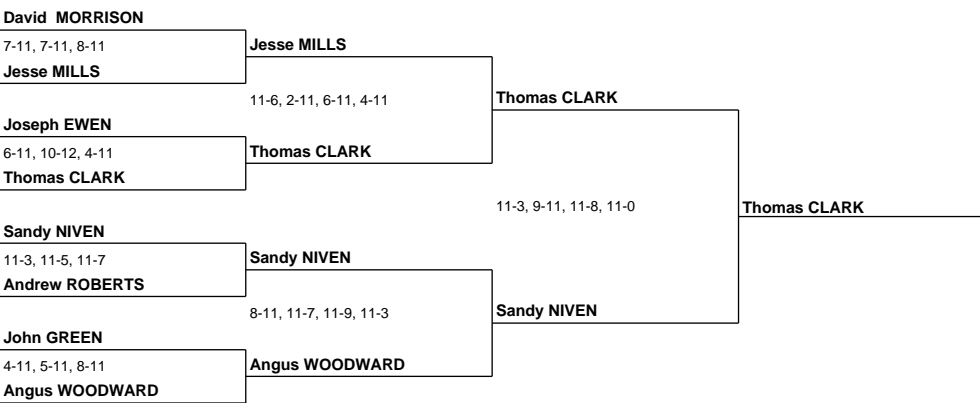 David  MORRISON
7-11, 7-11, 8-11
Jesse MILLS
Jesse MILLS
11-6, 2-11, 6-11, 4-11
Thomas CLARK
Joseph EWEN
6-11, 10-12, 4-11
Thomas CLARK
Thomas CLARK
11-3, 9-11, 11-8, 11-0
Thomas CLARK
Sandy NIVEN
11-3, 11-5, 11-7
Andrew ROBERTS
Sandy NIVEN
8-11, 11-7, 11-9, 11-3
Sandy NIVEN
John GREEN
4-11, 5-11, 8-11
Angus WOODWARD
Angus WOODWARD